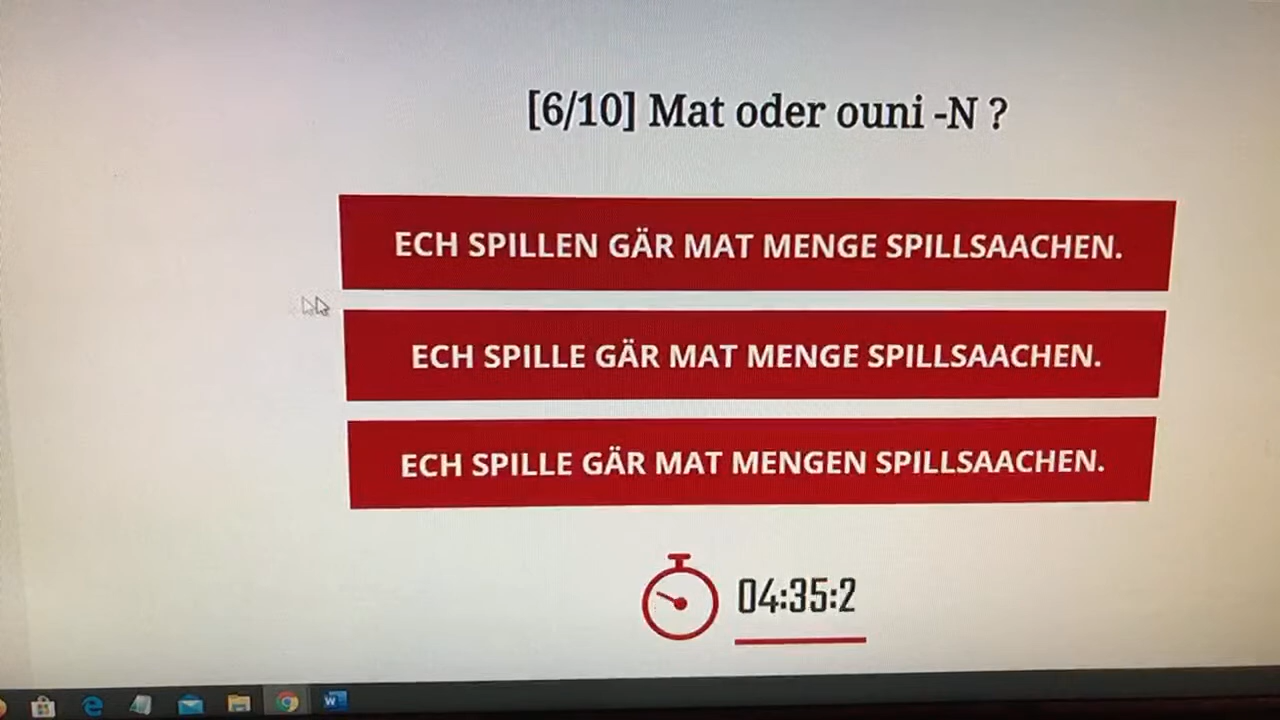 [6/10] Mat oder ouni -N ?
ECH SPILLEN GÄR MAT MENGE SPILLSAACHEN.
ECH SPILLE GÄR MAT MENGE SPILLSAACHEN.
ECH SPILLE GÄR MAT MENGEN SPILLSAACHEN.
04:35:2